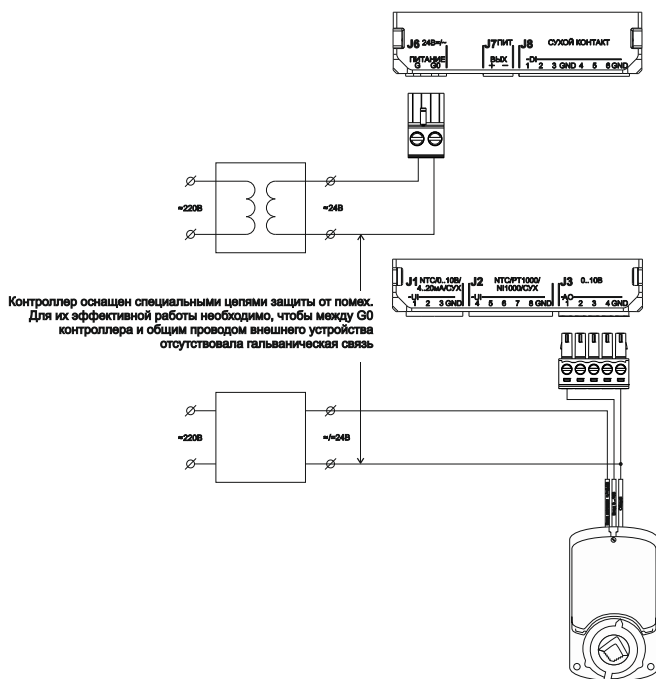 J6 24В=/~ J7 ПИТ J8 СУХОЙ КОНТАКТ
ПИТАНИЕ ВЫХ DI
G G0 + - 1 2 3 GND 4 5 6 GND
≈220В ≈24В
J1 NTC/0..10В/ J2 NTC/PT1000/ J3 0..10В
4..20мА/СУХ NI1000/СУХ
UI UI AO
1 2 3 GND 4 5 6 7 8 GND 1 2 3 4 GND
Контроллер оснащен специальными цепями защиты от помех.
Для их эффективной работы необходимо, чтобы между G0
контроллера и общим проводом внешнего устройства
отсутствовала гальваническая связь
≈220В ≈/=24В